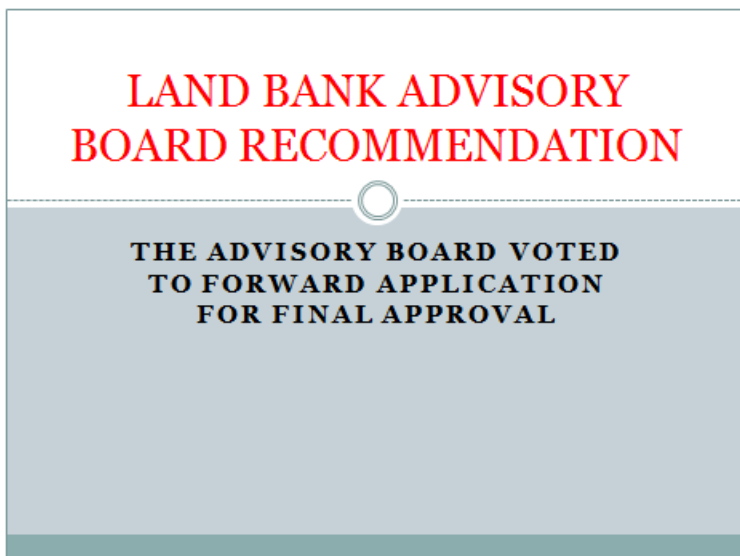 LAND BANK ADVISORY
BOARD RECOMMENDATION
THE ADVISORY BOARD VOTED
TO FORWARD APPLICATION
FOR FINAL APPROVAL